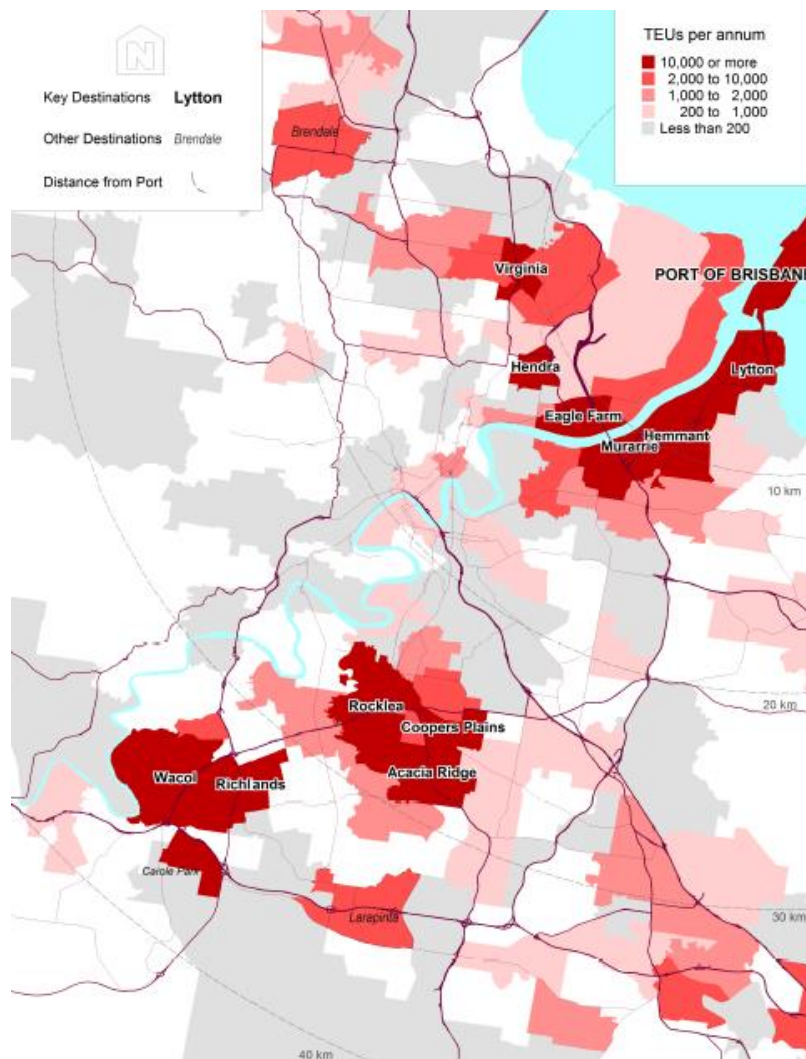 N
Key Destinations Lytton
Other Destinations Brendale
Distance from Port
TEUs per annum
10,000 or more
2,000 to 10,000
1,000 to 2,000
200 to 1,000
Less than 200
Brendale
Virginia
PORT OF BRISBANE
Hendra
Lytton
Eagle Farm
Hemmant
Murarrie
10 km
20 km
Rocklea
Coopers Plains
Acacia Ridge
Wacol
Richlands
Carole Park
Larapinta
30 km
40 km